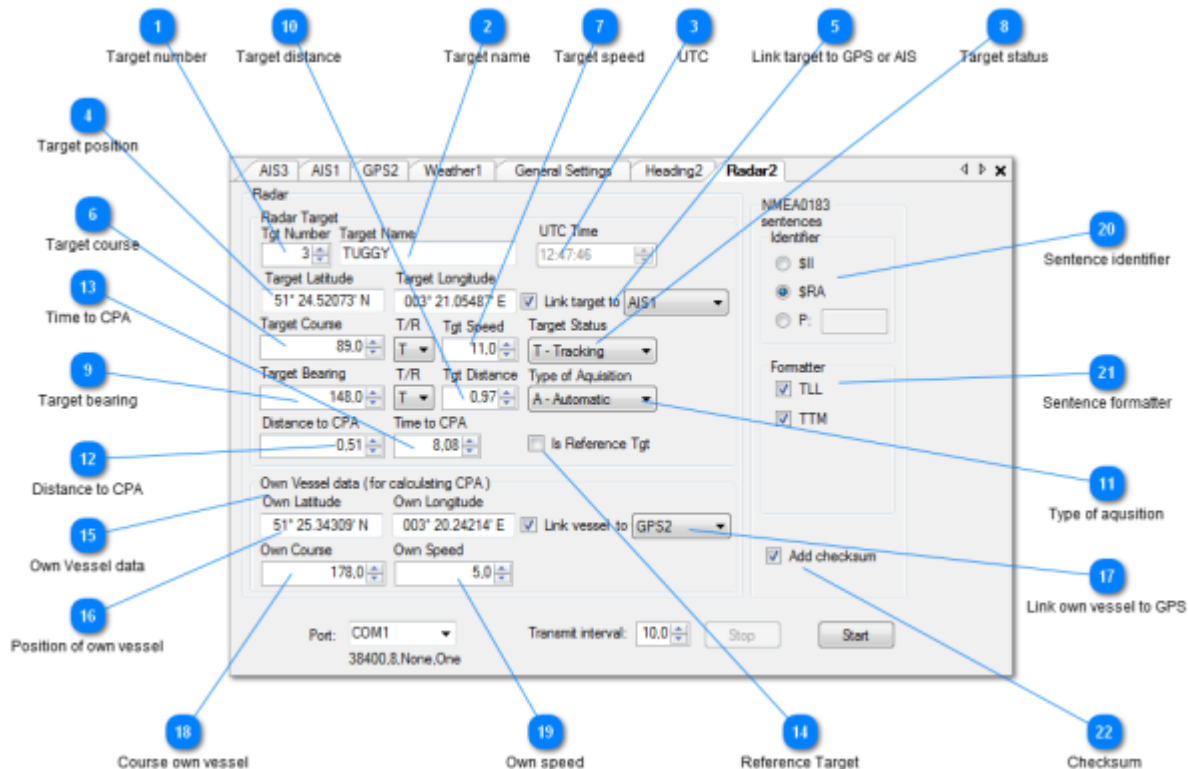 1 10 2 7 3 5 8
Target number Target distance Target name Target speed UTC Link target to GPS or AIS Target status
4
Target position
AIS3 AIS1 GPS2 Weather1 General Settings Heading2 Radar2
Radar
Radar Target
NMEA0183
sentences
Tgt Number Target Name UTC Time
Identifier
6
Target course
3 TUGGY 12:47:46
$II
20
Sentence identifier
Target Latitude Target Longitude
13
Time to CPA
51° 24.52073' N 003° 21.05487' E Link target to AIS1
$RA
Target Course T/R Tgt Speed Target Status
P:
89,0 T 11,0 T - Tracking
9
Target bearing
Target Bearing T/R Tgt Distance Type of Aquisition
Formatter
148,0 T 0,97 A - Automatic
TLL
21
Sentence formatter
TTM
Distance to CPA Time to CPA
12
Distance to CPA
0,51 8,08 Is Reference Tgt
11
Type of aqusition
Own Vessel data (for calculating CPA )
15
Own Vessel data
Own Latitude Own Longitude
51° 25.34309' N 003° 20.24214' E Link vessel to GPS2
Own Course Own Speed
Add checksum
178,0 5,0
17
Link own vessel to GPS
16
Position of own vessel
Port: COM1 Transmit interval: 10,0 Stop Start
38400,8,None,One
18 19 14 22
Course own vessel Own speed Reference Target Checksum